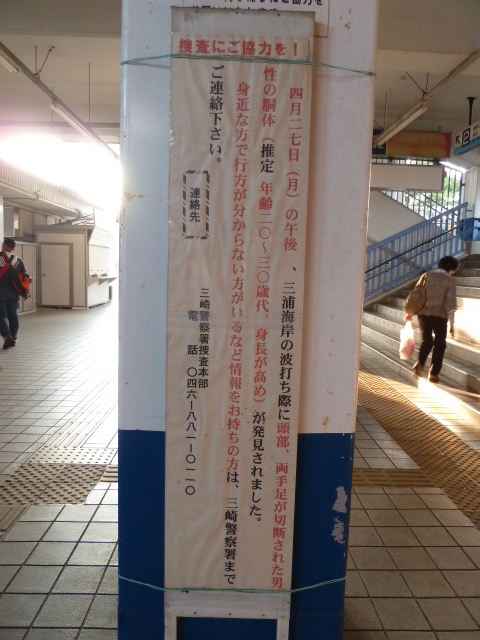 捜査にご協力を！
四月二七日（月）の午後、三浦海岸の波打ち際に頭部、両手足が切断された男
性の胴体（推定 年齢二〇～三〇歳代、身長が高め）が発見されました。
身近な方で行方が分からない方がいるなど情報をお持ちの方は、三崎警察署まで
ご連絡下さい。
連絡先
三崎警察署捜査本部
電話 〇四六ー八八一ー〇一一〇